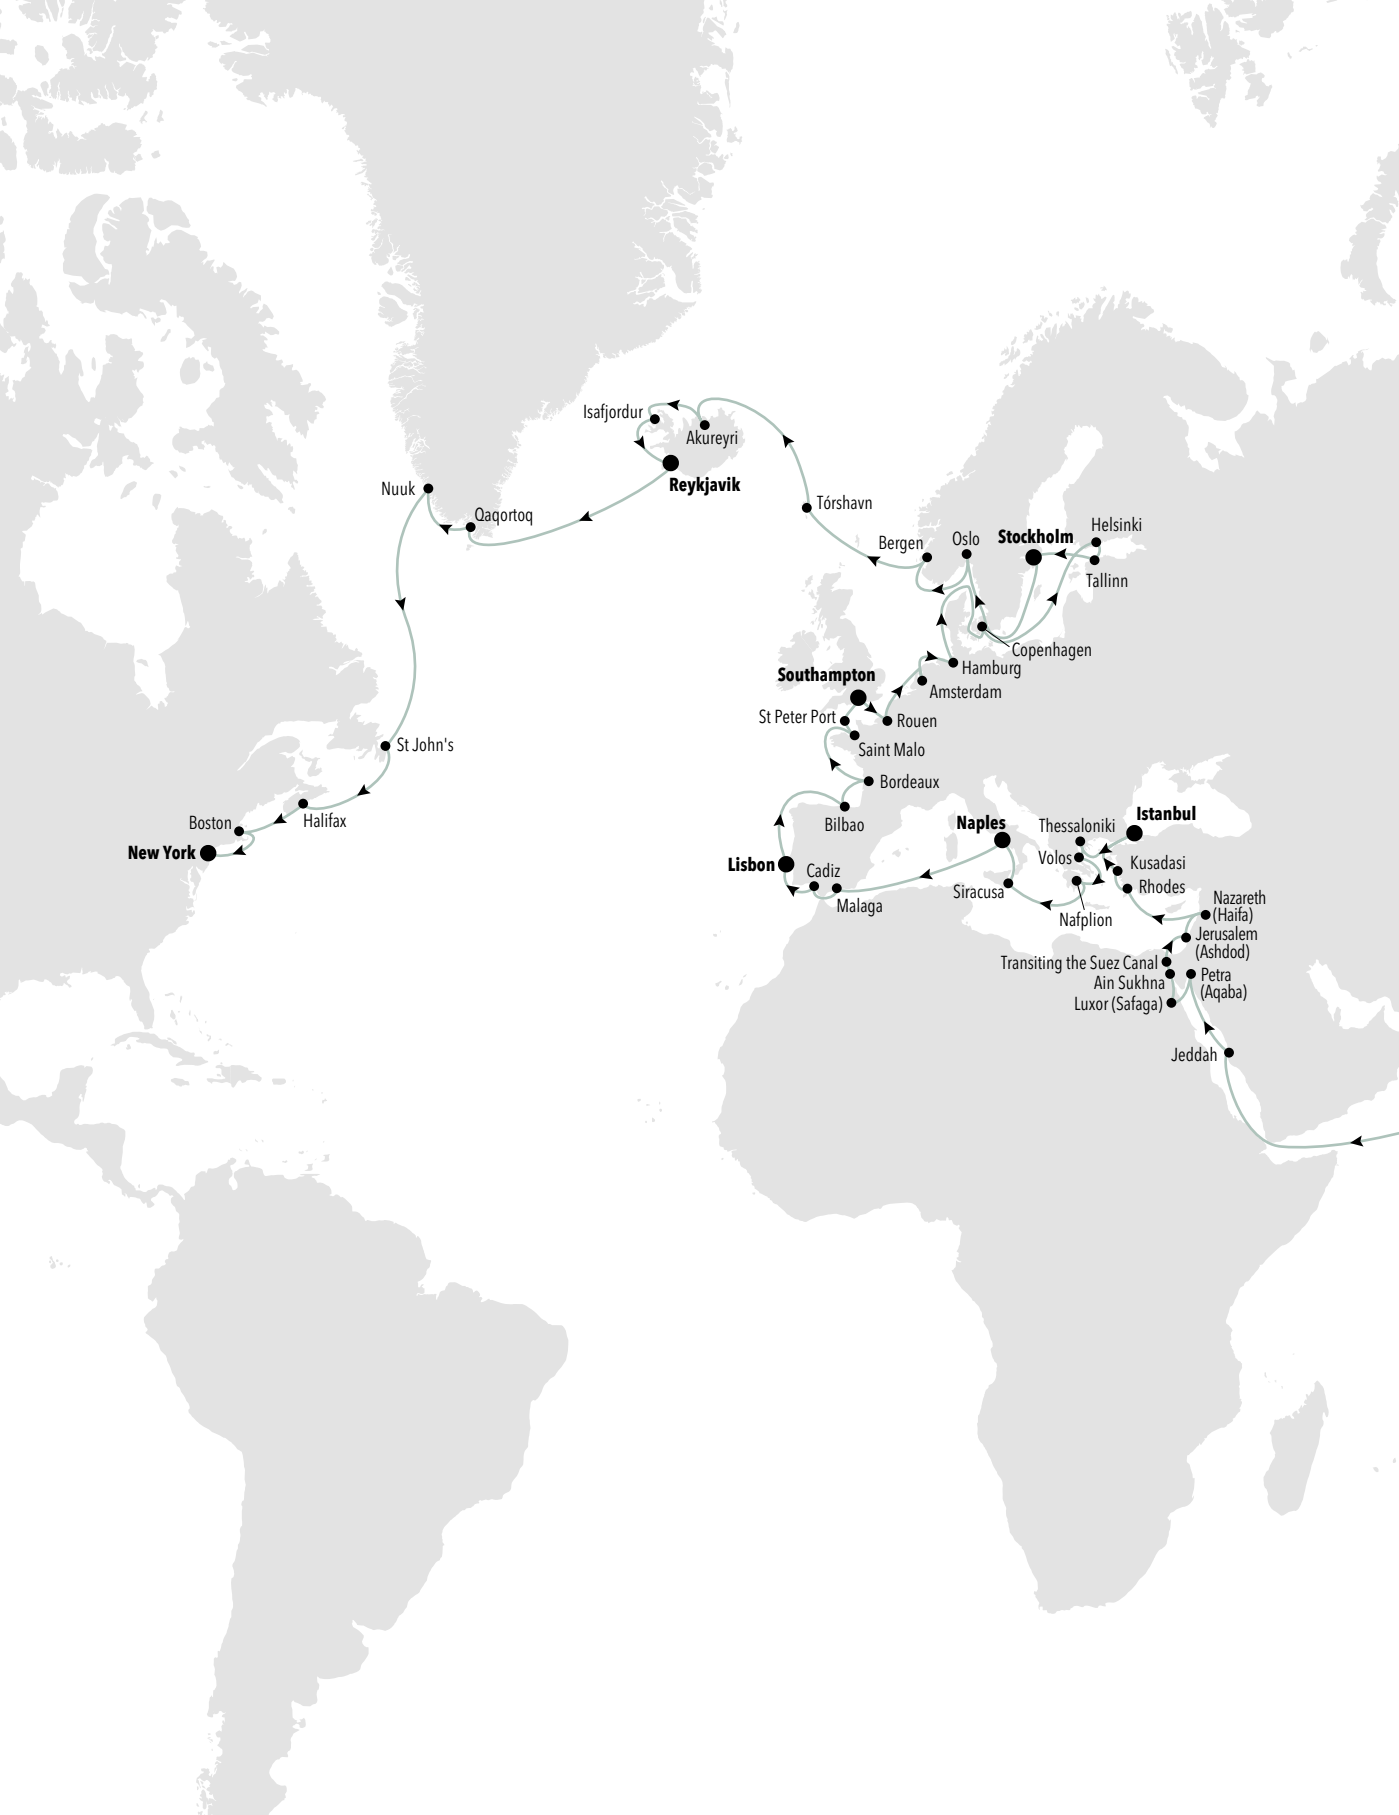 Isafjordur
Akureyri
Reykjavik
Nuuk
Qaqortoq
Tórshavn
Bergen
Oslo
Stockholm
Helsinki
Tallinn
Copenhagen
Hamburg
Southampton
Amsterdam
St Peter Port
Rouen
Saint Malo
St John's
Bordeaux
Halifax
Boston
New York
Bilbao
Naples
Thessaloniki
Istanbul
Volos
Kusadasi
Lisbon
Cadiz
Malaga
Siracusa
Rhodes
Nafplion
Nazareth
(Haifa)
Jerusalem
(Ashdod)
Transiting the Suez Canal
Ain Sukhna
Petra
(Aqaba)
Luxor (Safaga)
Jeddah